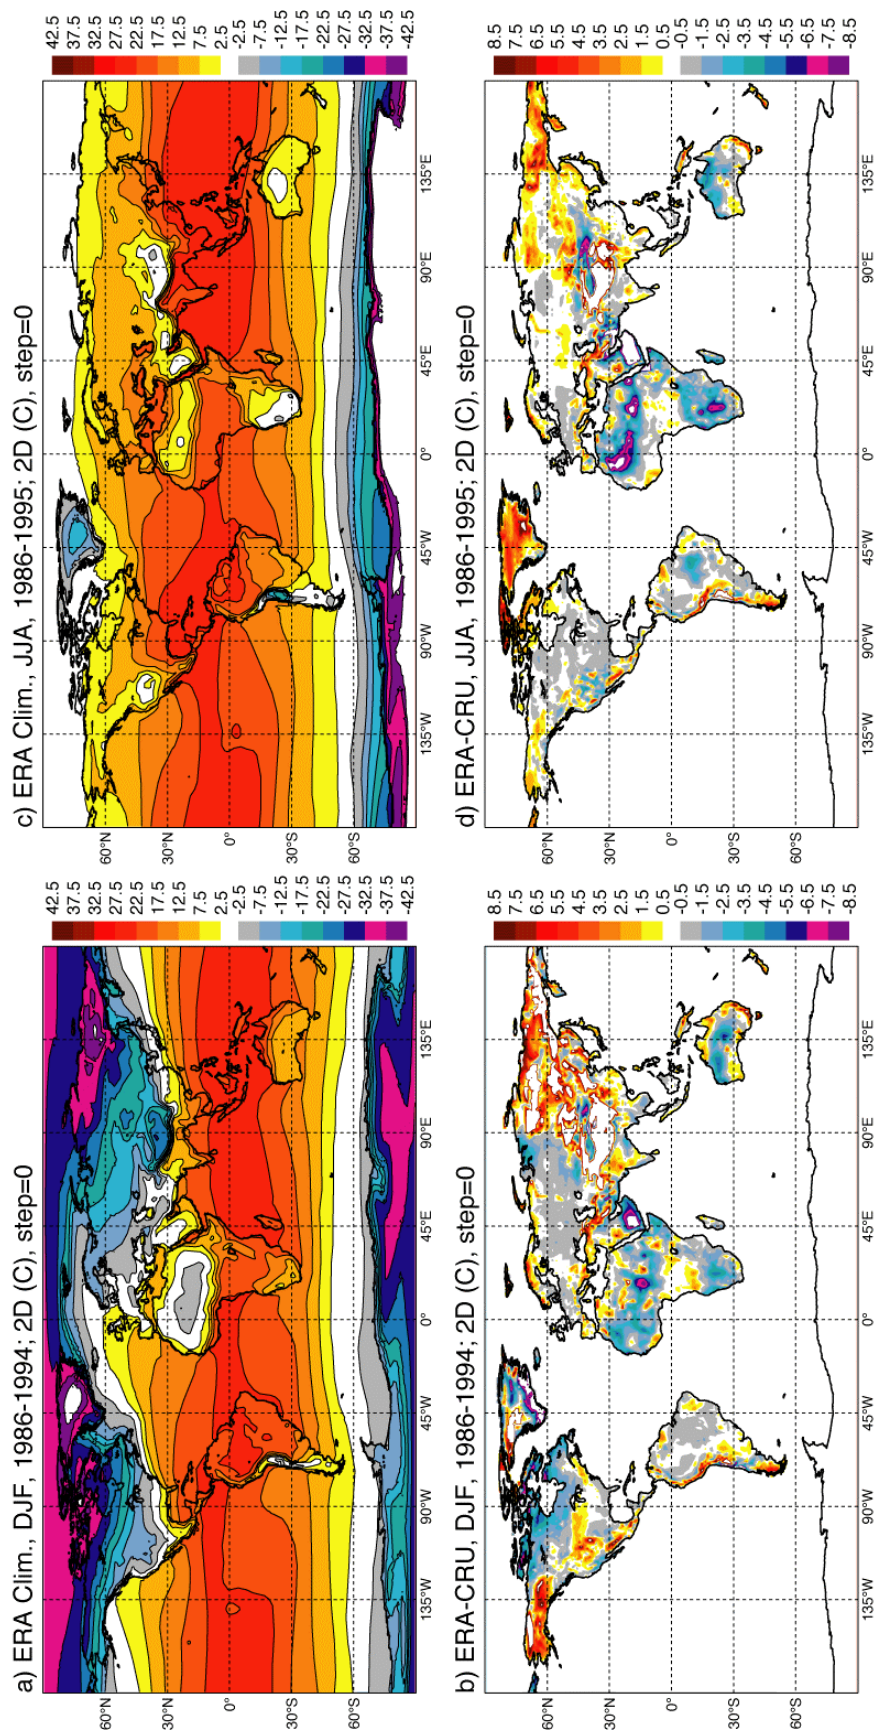 a) ERA Clim., DJF, 1986-1994; 2D (C), step=0
60°N
30°N
0°
30°S
60°S
135°W
90°W
45°W
0°
45°E
90°E
135°E
42.5
37.5
32.5
27.5
22.5
17.5
12.5
7.5
2.5
-2.5
-7.5
-12.5
-17.5
-22.5
-27.5
-32.5
-37.5
-42.5
b) ERA-CRU, DJF, 1986-1994; 2D (C), step=0
60°N
30°N
0°
30°S
60°S
135°W
90°W
45°W
0°
45°E
90°E
135°E
8.5
7.5
6.5
5.5
4.5
3.5
2.5
1.5
0.5
-0.5
-1.5
-2.5
-3.5
-4.5
-5.5
-6.5
-7.5
-8.5
c) ERA Clim., JJA, 1986-1995; 2D (C), step=0
60°N
30°N
0°
30°S
60°S
135°W
90°W
45°W
0°
45°E
90°E
135°E
42.5
37.5
32.5
27.5
22.5
17.5
12.5
7.5
2.5
-2.5
-7.5
-12.5
-17.5
-22.5
-27.5
-32.5
-37.5
-42.5
d) ERA-CRU, JJA, 1986-1995; 2D (C), step=0
60°N
30°N
0°
30°S
60°S
135°W
90°W
45°W
0°
45°E
90°E
135°E
8.5
7.5
6.5
5.5
4.5
3.5
2.5
1.5
0.5
-0.5
-1.5
-2.5
-3.5
-4.5
-5.5
-6.5
-7.5
-8.5